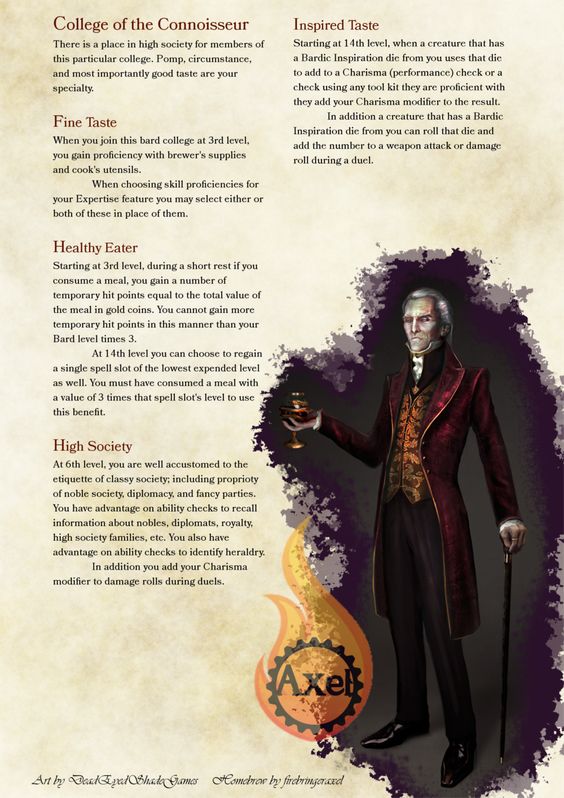 College of the Connoisseur
There is a place in high society for members of
this particular college. Pomp, circumstance,
and most importantly good taste are your
specialty.
Fine Taste
When you join this bard college at 3rd level,
you gain proficiency with brewer's supplies
and cook's utensils.
When choosing skill proficiencies for
your Expertise feature you may select either or
both of these in place of them.
Healthy Eater
Starting at 3rd level, during a short rest if you
consume a meal, you gain a number of
temporary hit points equal to the total value of
the meal in gold coins. You cannot gain more
temporary hit points in this manner than your
Bard level times 3.
At 14th level you can choose to regain
a single spell slot of the lowest expended level
as well. You must have consumed a meal with
a value of 3 times that spell slot's level to use
this benefit.
High Society
At 6th level, you are well accustomed to the
etiquette of classy society; including propriety
of noble society, diplomacy, and fancy parties.
You have advantage on ability checks to recall
information about nobles, diplomats, royalty,
high society families, etc. You also have
advantage on ability checks to identify heraldry.
In addition you add your Charisma
modifier to damage rolls during duels.
Inspired Taste
Starting at 14th level, when a creature that has
a Bardic Inspiration die from you uses that die
to add to a Charisma (performance) check or a
check using any tool kit they are proficient with
they add your Charisma modifier to the result.
In addition a creature that has a Bardic
Inspiration die from you can roll that die and
add the number to a weapon attack or damage
roll during a duel.
Axel
Art by DeadEyedShadeGames Homebrew by firebringeraxel